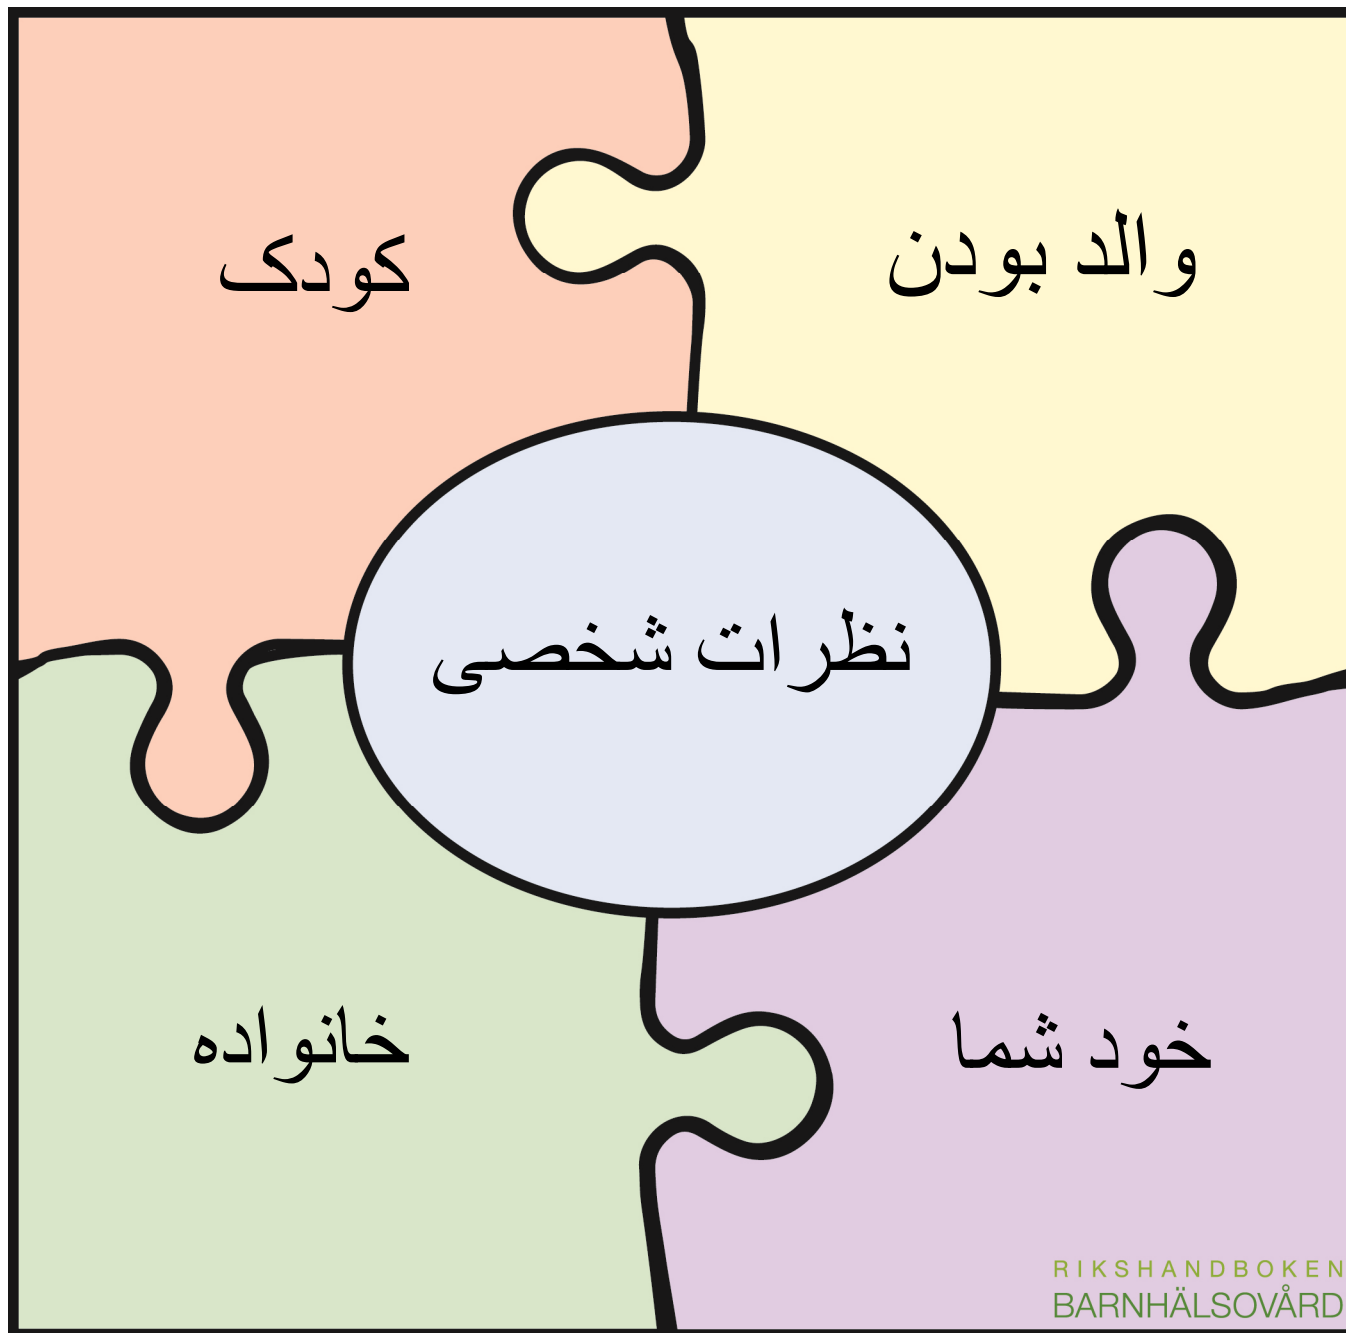 والد بودن
کودک
نظرات شخصی
خود شما
خانواده
RIKSHANDBOKEN
BARNHÄLSOVÅRD